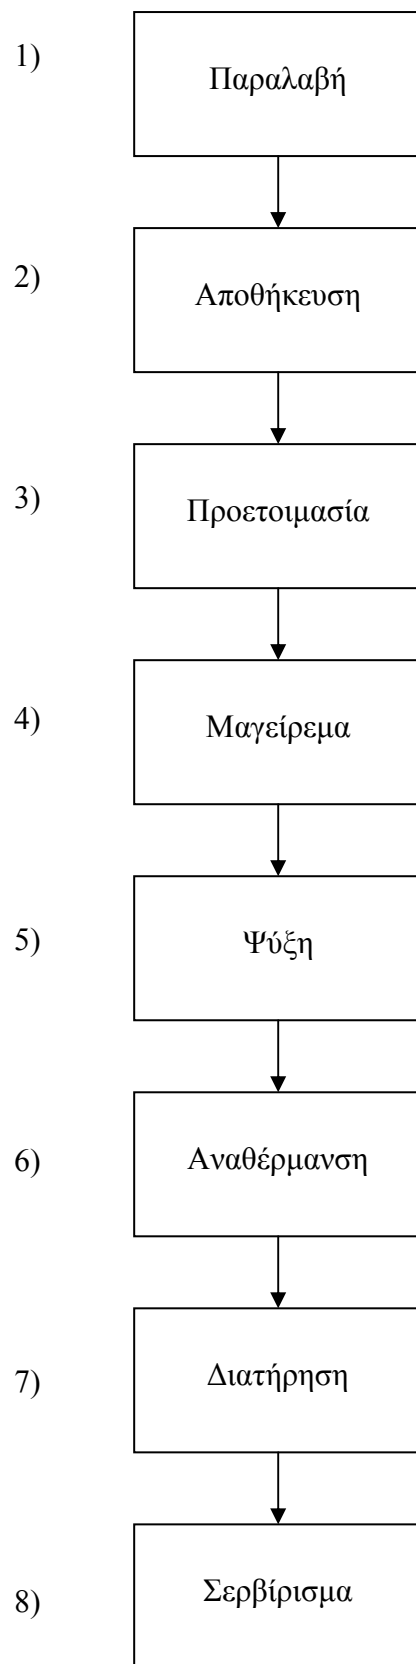 1) Παραλαβή
2) Αποθήκευση
3) Προετοιμασία
4) Μαγείρεμα
5) Ψύξη
6) Αναθέρμανση
7) Διατήρηση
8) Σερβίρισμα